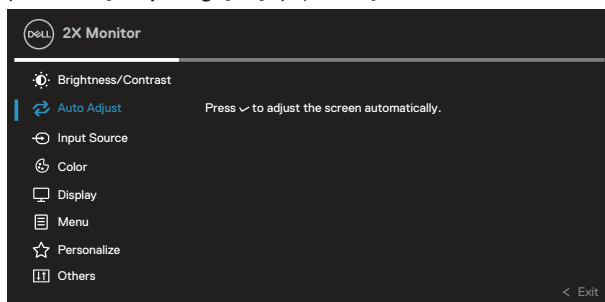 DELL 2X Monitor
Brightness/Contrast
Auto Adjust Press ✓ to adjust the screen automatically.
Input Source
Color
Display
Menu
Personalize
Others
< Exit